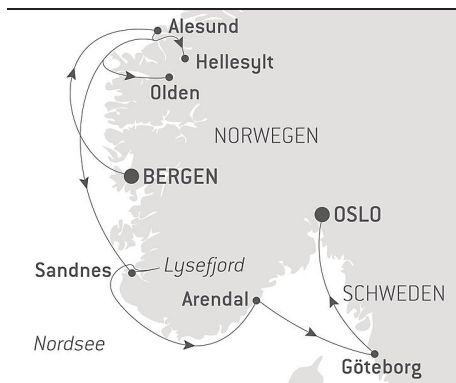 Alesund
Hellesylt
Olden
NORWEGEN
BERGEN
OSLO
Sandnes
Lysefjord
Arendal
SCHWEDEN
Nordsee
Göteborg